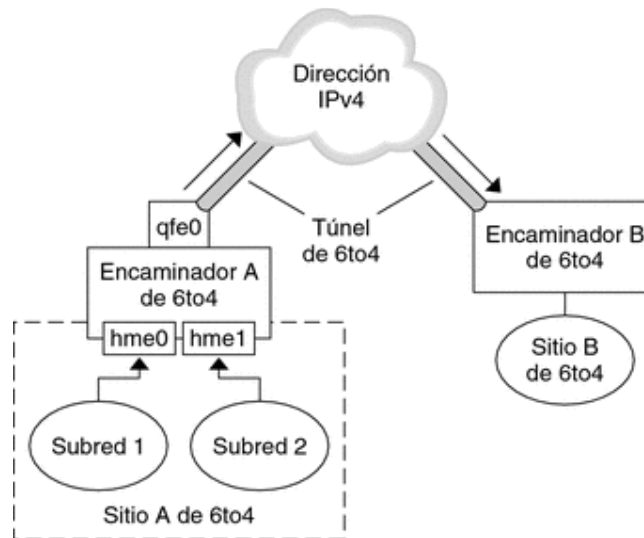 Dirección
IPv4
qfe0
Túnel
de 6to4
Encaminador A
de 6to4
Encaminador B
de 6to4
hme0
hme1
Sitio B
de 6to4
Subred 1
Subred 2
Sitio A de 6to4